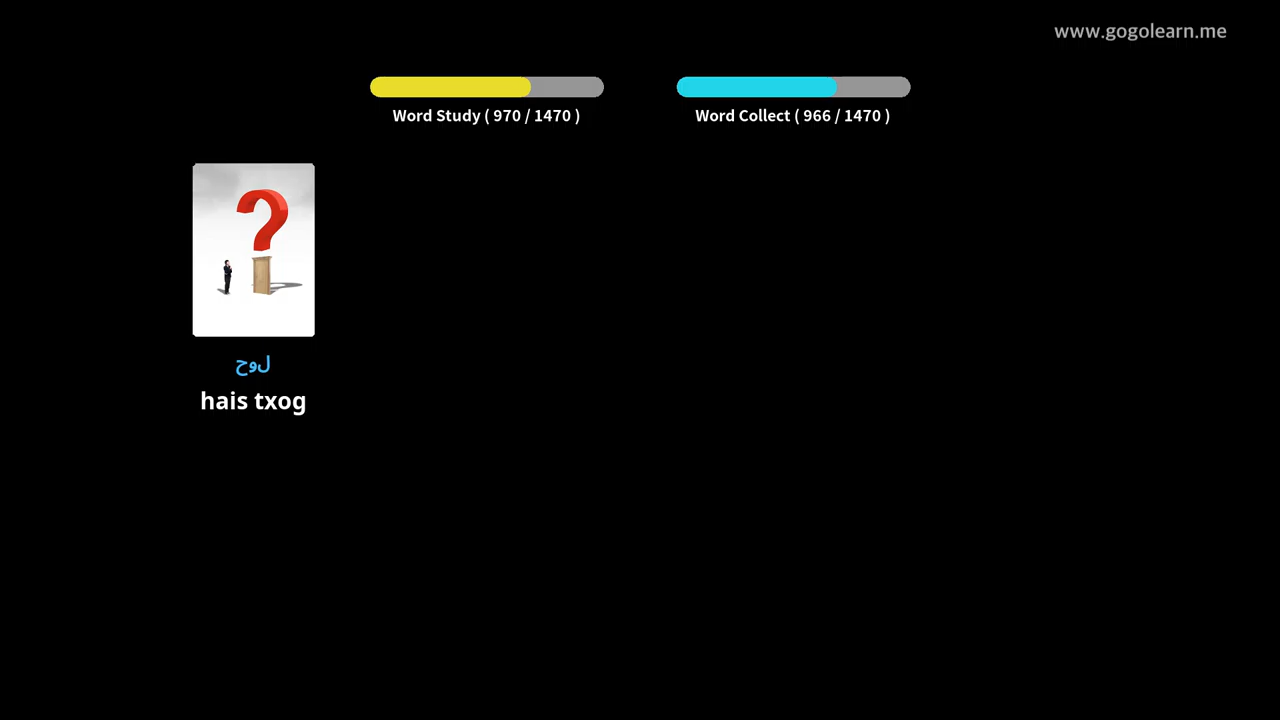 www.gogolearn.me
Word Study ( 970 / 1470 )
Word Collect ( 966 / 1470 )
لوح
hais txog